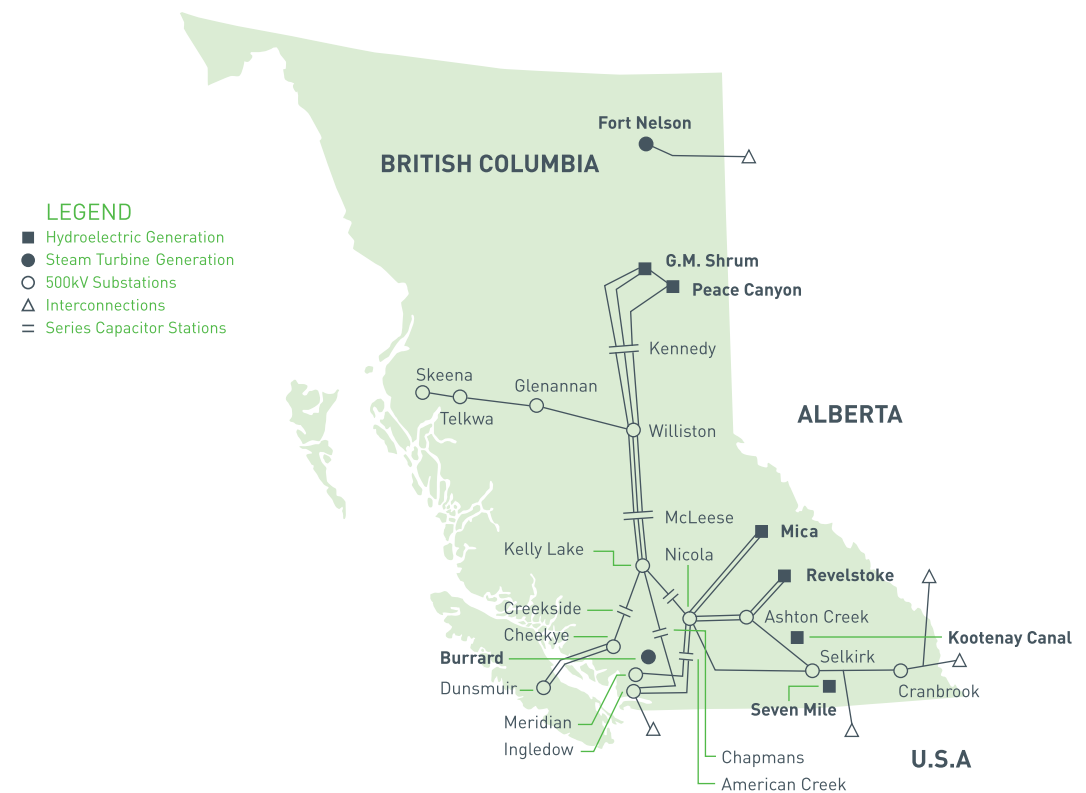 Fort Nelson
BRITISH COLUMBIA
LEGEND
Hydroelectric Generation
Steam Turbine Generation
500kV Substations
Interconnections
Series Capacitor Stations
G.M. Shrum
Peace Canyon
Kennedy
Skeena
Glenannan
Telkwa
Williston
ALBERTA
McLeese
Mica
Kelly Lake
Nicola
Revelstoke
Creekside
Ashton Creek
Cheekye
Kootenay Canal
Burrard
Selkirk
Dunsmuir
Cranbrook
Seven Mile
Meridian
Ingledow
Chapmans
U.S.A
American Creek